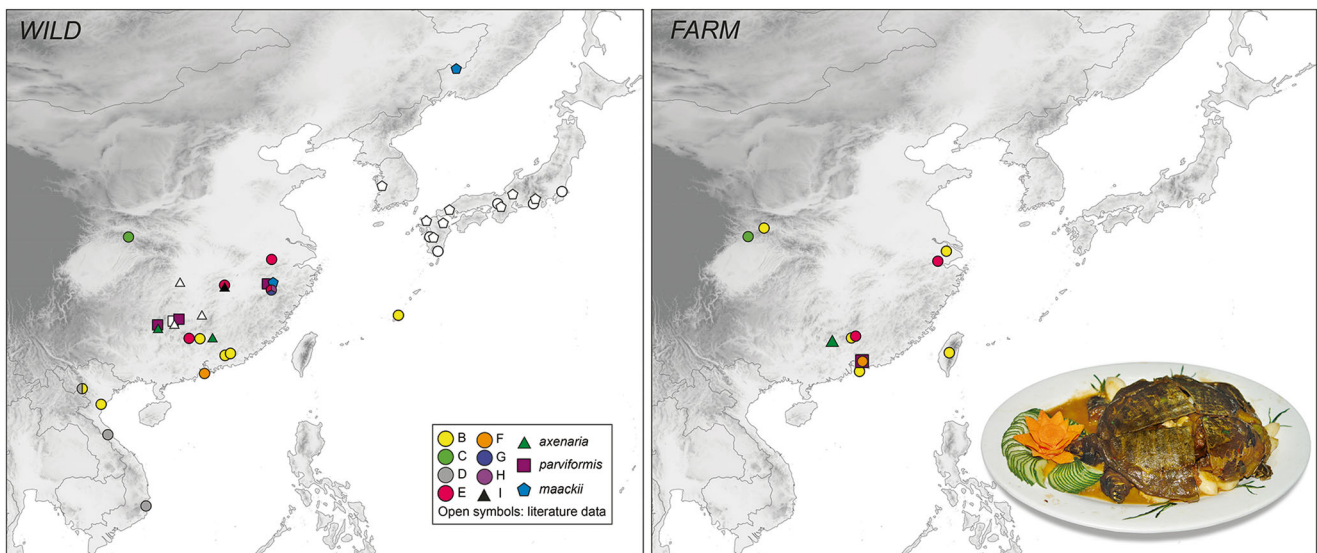 WILD
FARM
B F axenaria
C G parviformis
D H maackii
E I
Open symbols: literature data